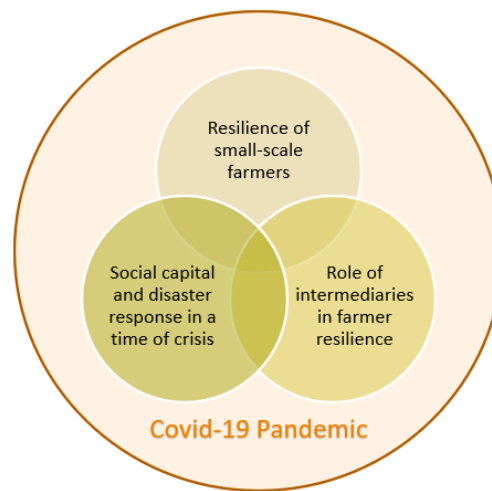 Resilience of
small-scale
farmers
Social capital
and disaster
response in a
time of crisis
Role of
intermediaries
in farmer
resilience
Covid-19 Pandemic